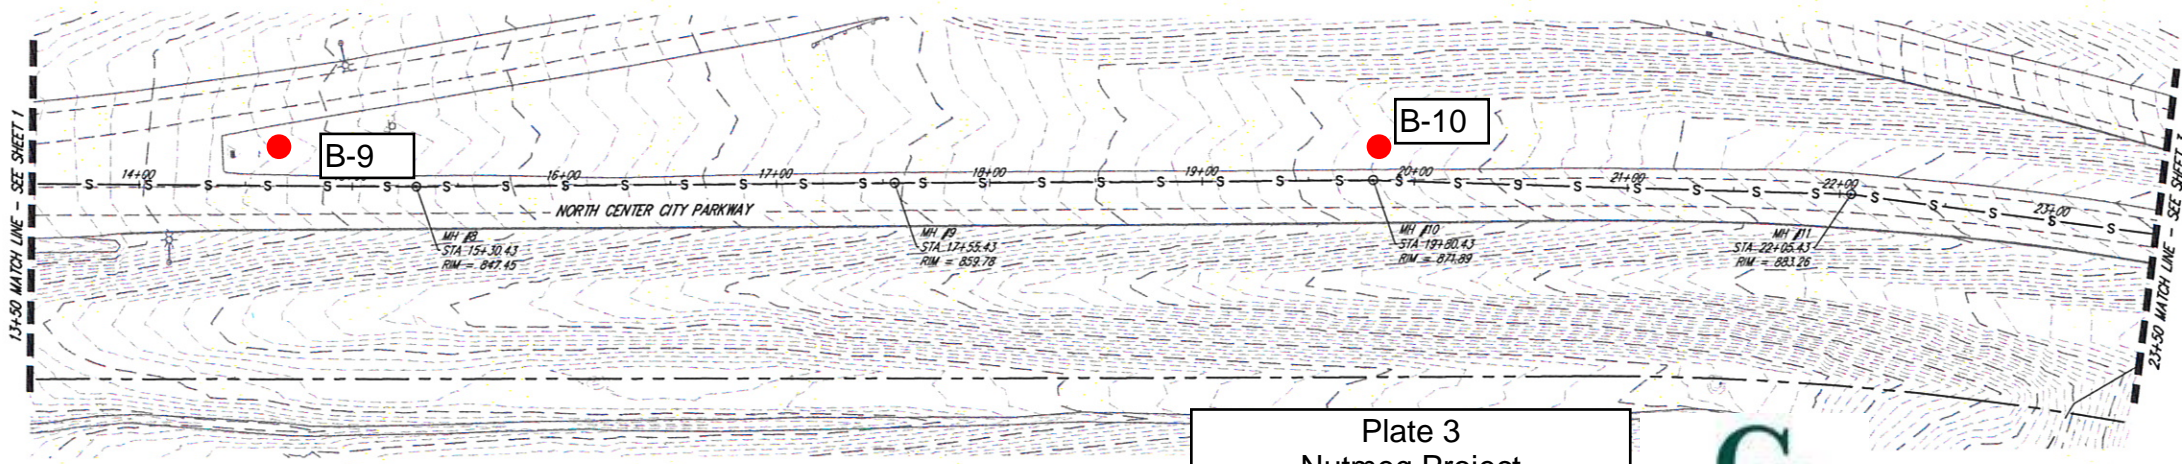 13+50 MATCH LINE - SEE SHEET 1
B-9
B-10
14+00
16+00
17+00
18+00
19+00
20+00
21+00
22+00
23+00
S S S S S S S S S S S S S S S S S S S S S S S S S S S S S S S S S S S
NORTH CENTER CITY PARKWAY
MH #8
STA 15+30.43
RIM = 847.45
MH #9
STA 17+55.43
RIM = 859.78
MH #10
STA 19+80.43
RIM = 871.89
MH #11
STA 22+05.43
RIM = 883.26
23+50 MATCH LINE - SEE SHEET
Plate 3
Nutmeg Project
G